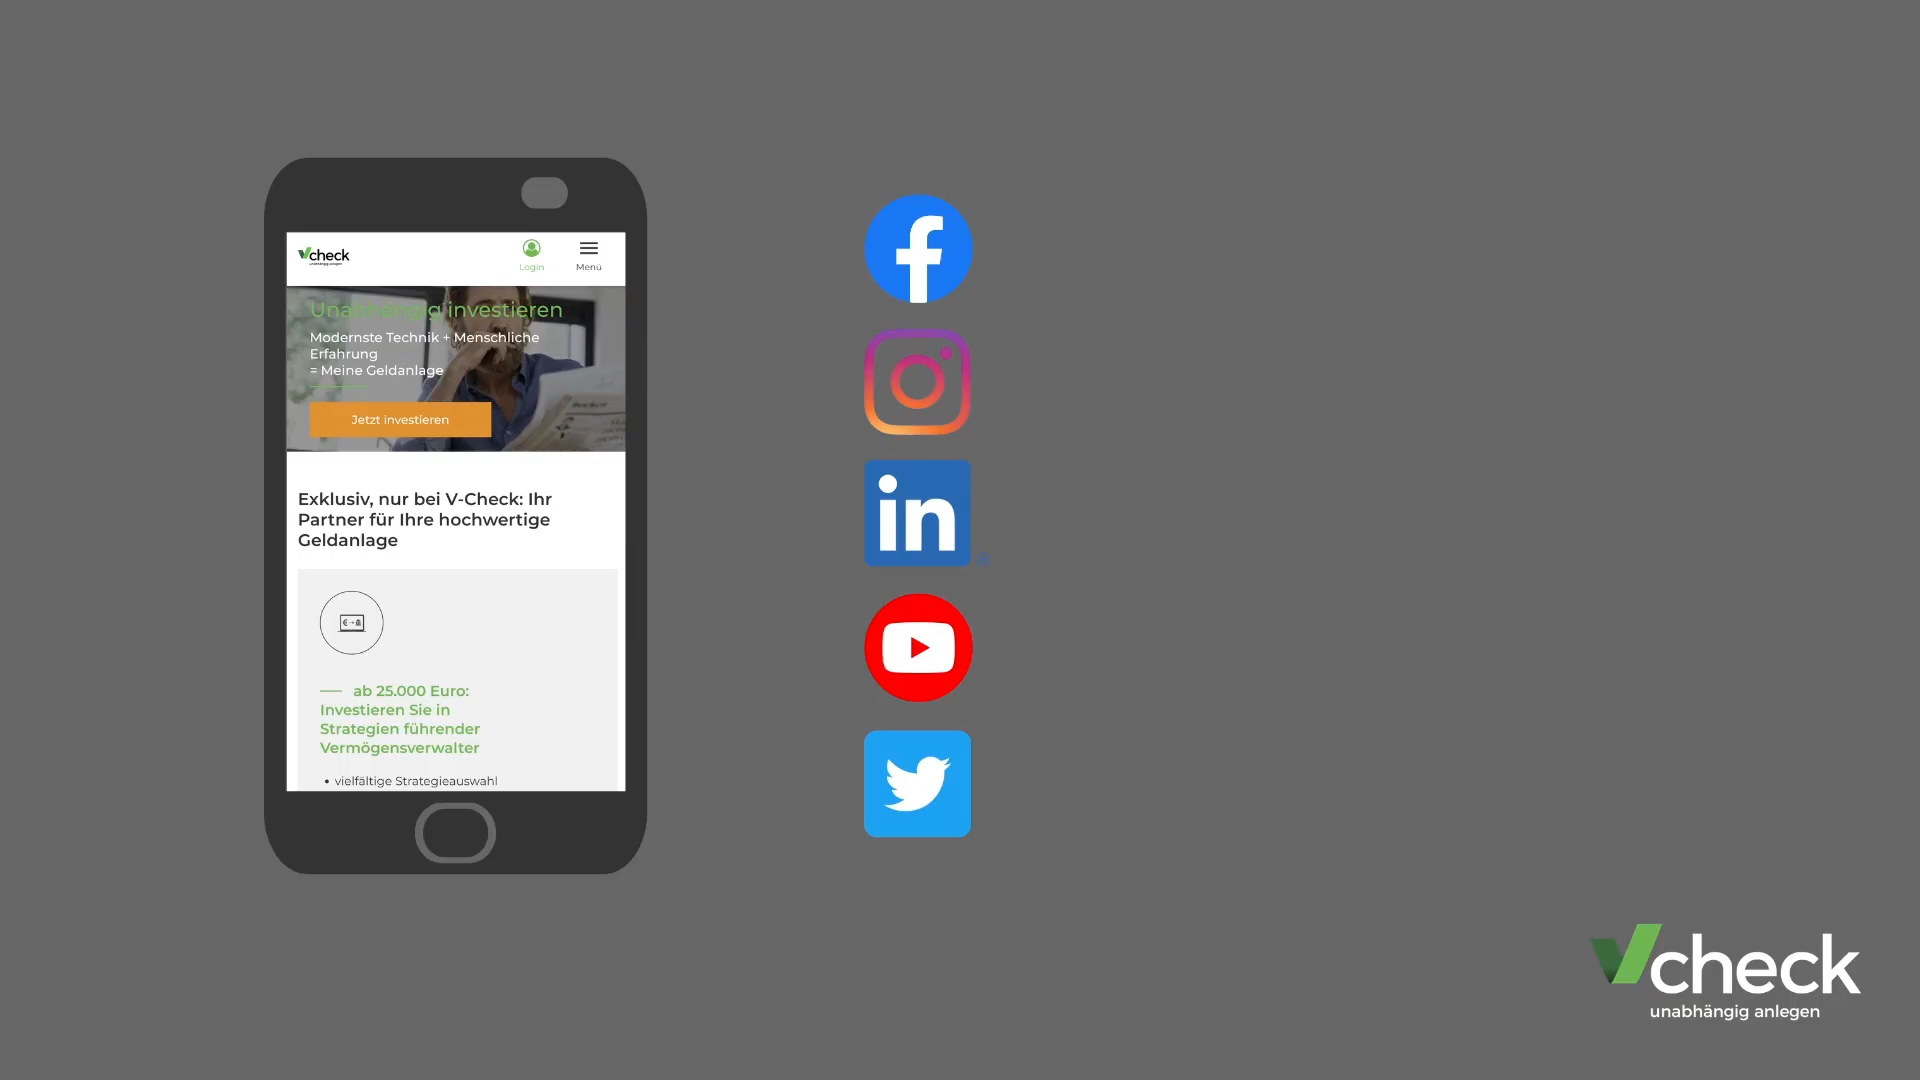 Vcheck
unabhängig anlegen
Login
Menü
Unabhängig investieren
Modernste Technik + Menschliche
Erfahrung
= Meine Geldanlage
Jetzt investieren
Exklusiv, nur bei V-Check: Ihr
Partner für Ihre hochwertige
Geldanlage
ab 25.000 Euro:
Investieren Sie in
Strategien führender
Vermögensverwalter
• vielfältige Strategieauswahl
in
Vcheck
unabhängig anlegen